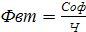 Фвт = Соф/Ч